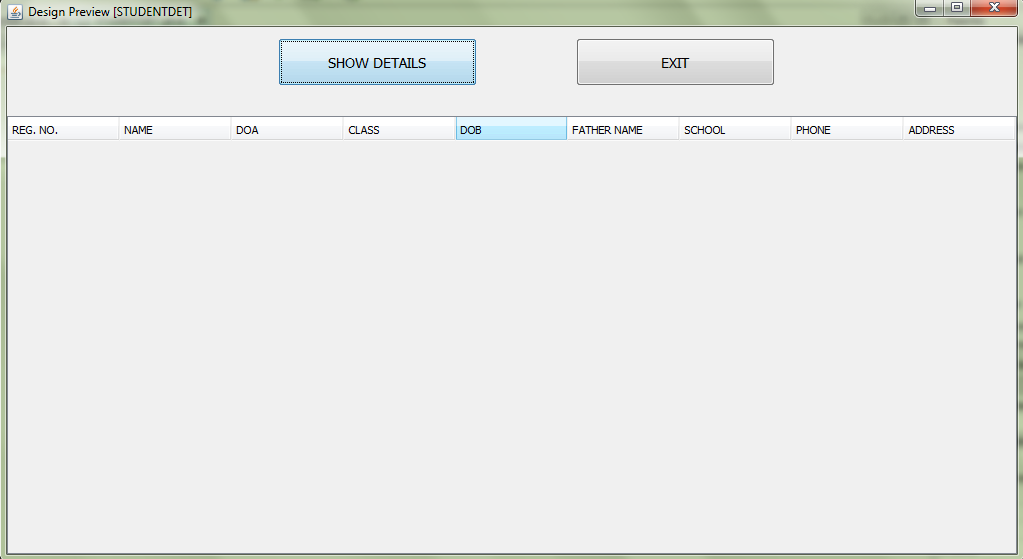 Design Preview [STUDENTDET]
SHOW DETAILS EXIT
REG. NO. NAME DOA CLASS DOB FATHER NAME SCHOOL PHONE ADDRESS